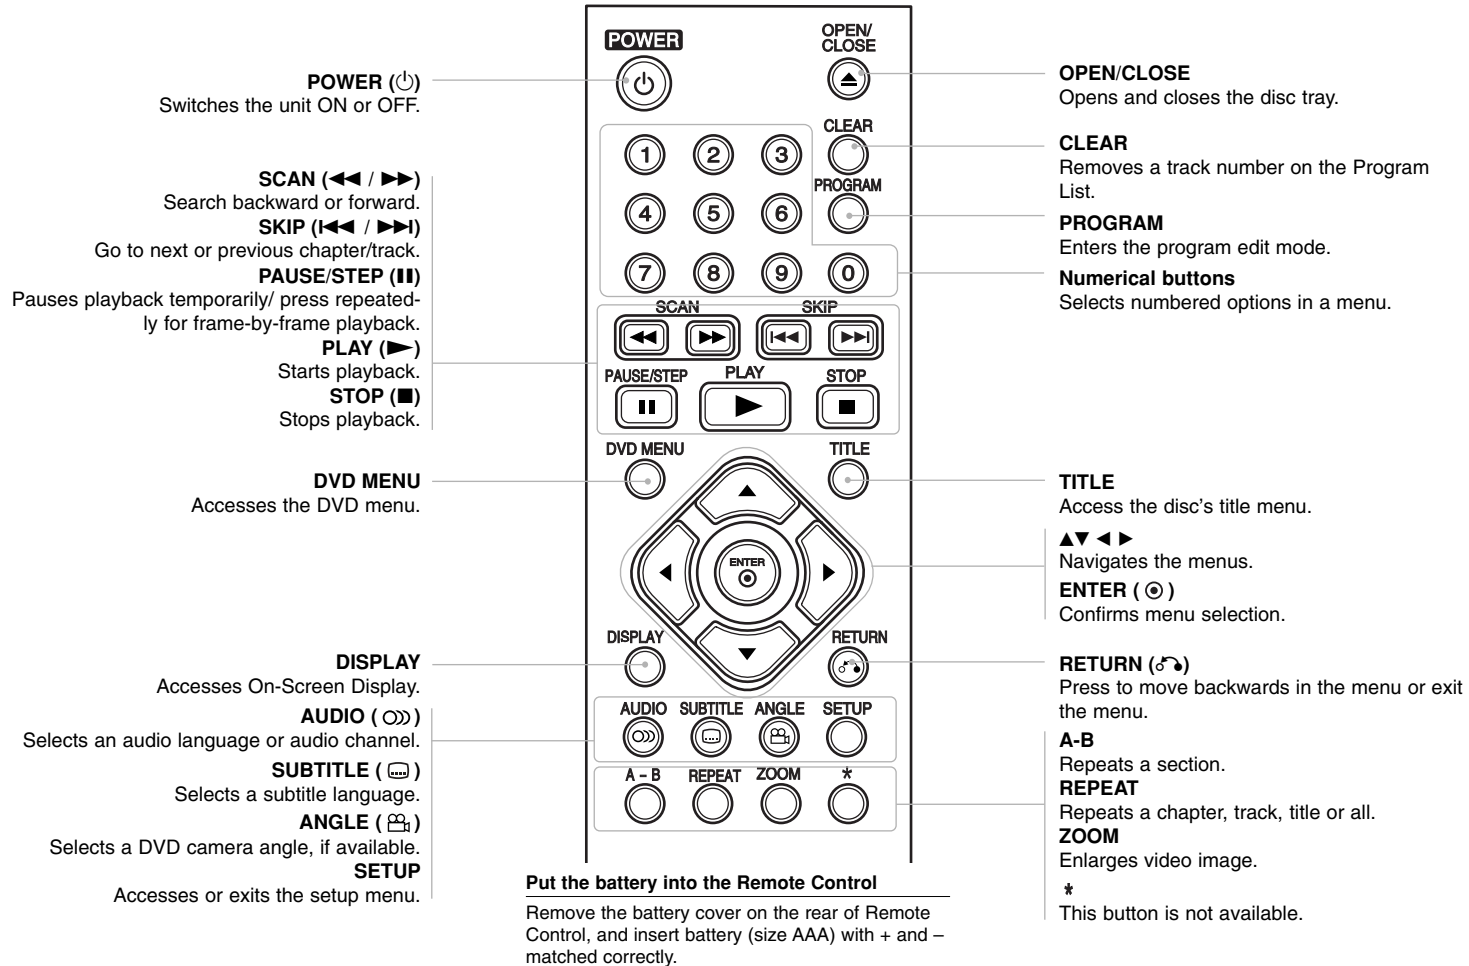 POWER (⏻)
Switches the unit ON or OFF.
SCAN (◀◀ / ▶▶)
Search backward or forward.
SKIP (I◀◀ / ▶▶I)
Go to next or previous chapter/track.
PAUSE/STEP (❚❚)
Pauses playback temporarily/ press repeated-
ly for frame-by-frame playback.
PLAY (▶)
Starts playback.
STOP (■)
Stops playback.
DVD MENU
Accesses the DVD menu.
DISPLAY
Accesses On-Screen Display.
AUDIO ( )
Selects an audio language or audio channel.
SUBTITLE ( )
Selects a subtitle language.
ANGLE ( )
Selects a DVD camera angle, if available.
SETUP
Accesses or exits the setup menu.
POWER
OPEN/
CLOSE
CLEAR
1 2 3
PROGRAM
4 5 6
7 8 9 0
SCAN SKIP
PAUSE/STEP PLAY STOP
DVD MENU TITLE
ENTER
DISPLAY RETURN
AUDIO SUBTITLE ANGLE SETUP
A – B REPEAT ZOOM *
Put the battery into the Remote Control
Remove the battery cover on the rear of Remote
Control, and insert battery (size AAA) with + and –
matched correctly.
OPEN/CLOSE
Opens and closes the disc tray.
CLEAR
Removes a track number on the Program
List.
PROGRAM
Enters the program edit mode.
Numerical buttons
Selects numbered options in a menu.
TITLE
Access the disc's title menu.
▲▼ ◀ ▶
Navigates the menus.
ENTER ( ⊙ )
Confirms menu selection.
RETURN ( )
Press to move backwards in the menu or exit
the menu.
A-B
Repeats a section.
REPEAT
Repeats a chapter, track, title or all.
ZOOM
Enlarges video image.
*
This button is not available.